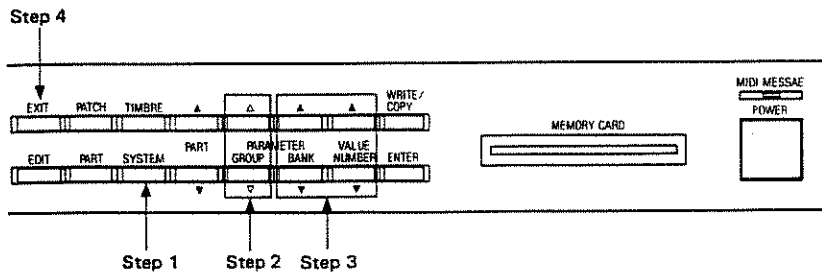 Step 4
EXIT PATCH TIMBRE ▲ △ ▲ ▲ WRITE/
COPY
MIDI MESSAE
POWER
MEMORY CARD
PART PARAMETER VALUE
EDIT PART SYSTEM GROUP BANK NUMBER ENTER
▼ ▽ ▼ ▼
Step 1 Step 2 Step 3